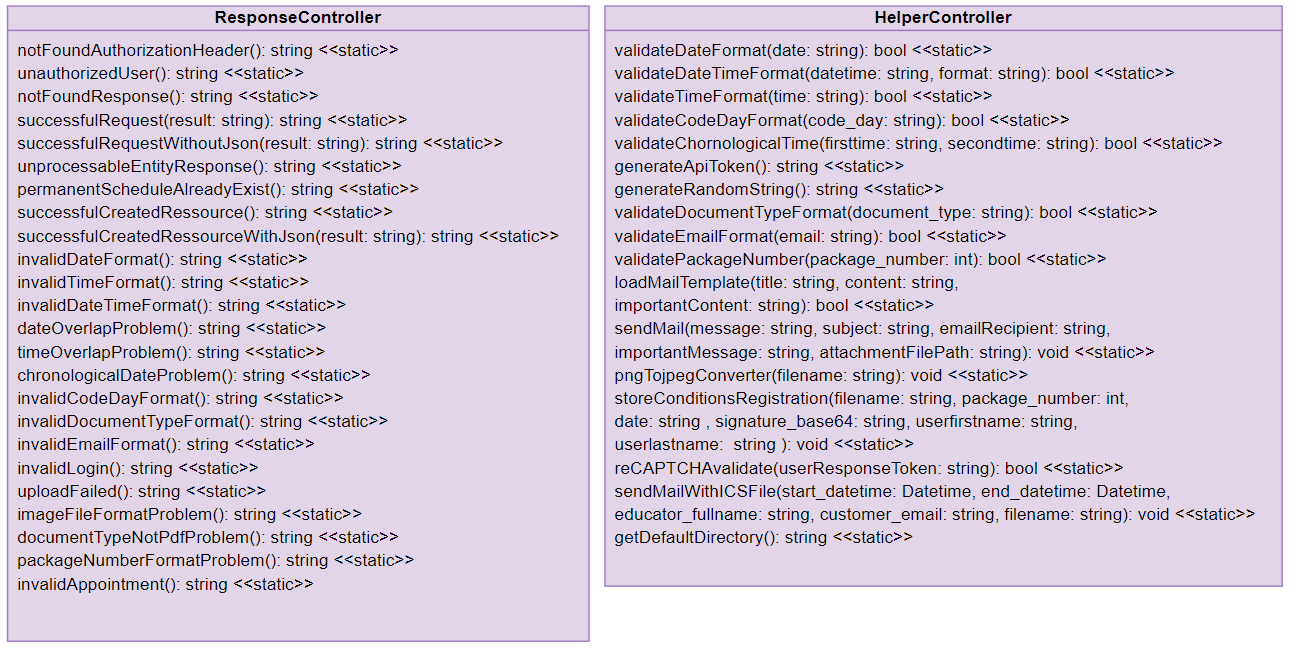 ResponseController
notFoundAuthorizationHeader(): string <<static>>
unauthorizedUser(): string <<static>>
notFoundResponse(): string <<static>>
successfulRequest(result: string): string <<static>>
successfulRequestWithoutJson(result: string): string <<static>>
unprocessableEntityResponse(): string <<static>>
permanentScheduleAlreadyExist(): string <<static>>
successfulCreatedRessource(): string <<static>>
successfulCreatedRessourceWithJson(result: string): string <<static>>
invalidDateFormat(): string <<static>>
invalidTimeFormat(): string <<static>>
invalidDateTimeFormat(): string <<static>>
dateOverlapProblem(): string <<static>>
timeOverlapProblem(): string <<static>>
chronologicalDateProblem(): string <<static>>
invalidCodeDayFormat(): string <<static>>
invalidDocumentTypeFormat(): string <<static>>
invalidEmailFormat(): string <<static>>
invalidLogin(): string <<static>>
uploadFailed(): string <<static>>
imageFileFormatProblem(): string <<static>>
documentTypeNotPdfProblem(): string <<static>>
packageNumberFormatProblem(): string <<static>>
invalidAppointment(): string <<static>>
HelperController
validateDateFormat(date: string): bool <<static>>
validateDateTimeFormat(datetime: string, format: string): bool <<static>>
validateTimeFormat(time: string): bool <<static>>
validateCodeDayFormat(code_day: string): bool <<static>>
validateChornologicalTime(firsttime: string, secondtime: string): bool <<static>>
generateApiToken(): string <<static>>
generateRandomString(): string <<static>>
validateDocumentTypeFormat(document_type: string): bool <<static>>
validateEmailFormat(email: string): bool <<static>>
validatePackageNumber(package_number: int): bool <<static>>
loadMailTemplate(title: string, content: string,
importantContent: string): bool <<static>>
sendMail(message: string, subject: string, emailRecipient: string,
importantMessage: string, attachmentFilePath: string): void <<static>>
pngTojpegConverter(filename: string): void <<static>>
storeConditionsRegistration(filename: string, package_number: int,
date: string , signature_base64: string, userfirstname: string,
userlastname:  string ): void <<static>>
reCAPTCHAvalidate(userResponseToken: string): bool <<static>>
sendMailWithICSFile(start_datetime: Datetime, end_datetime: Datetime,
educator_fullname: string, customer_email: string, filename: string): void <<static>>
getDefaultDirectory(): string <<static>>